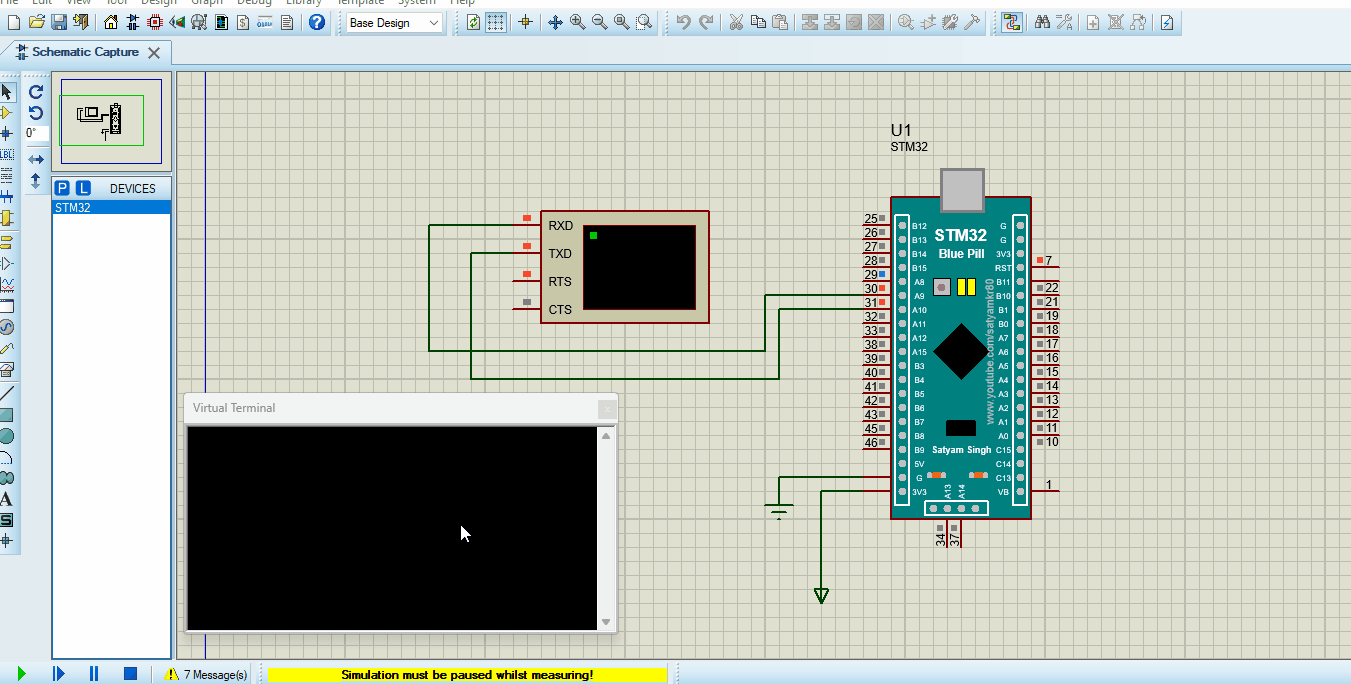 File Edit View Tool Design Graph Debug Library Template System Help
Base Design
Schematic Capture
0°
LBL
P L DEVICES
STM32
A
S
U1
STM32
RXD
TXD
RTS
CTS
STM32
Blue Pill
www.youtube.com/satyamkr80
Satyam Singh
25 B12
26 B13
27 B14
28 B15
29 A8
30 A9
31 A10
32 A11
33 A12
38 A15
39 B3
40 B4
41 B5
42 B6
43 B7
45 B8
46 B9
5V
G
3V3
G
G
3V3
RST 7
B11 22
B10 21
B1 19
B0 18
A7 17
A6 16
A5 15
A4 14
A3 13
A2 12
A1 11
A0 10
C15
C14
C13
VB 1
A13
A14
34
37
Virtual Terminal
7 Message(s)
Simulation must be paused whilst measuring!